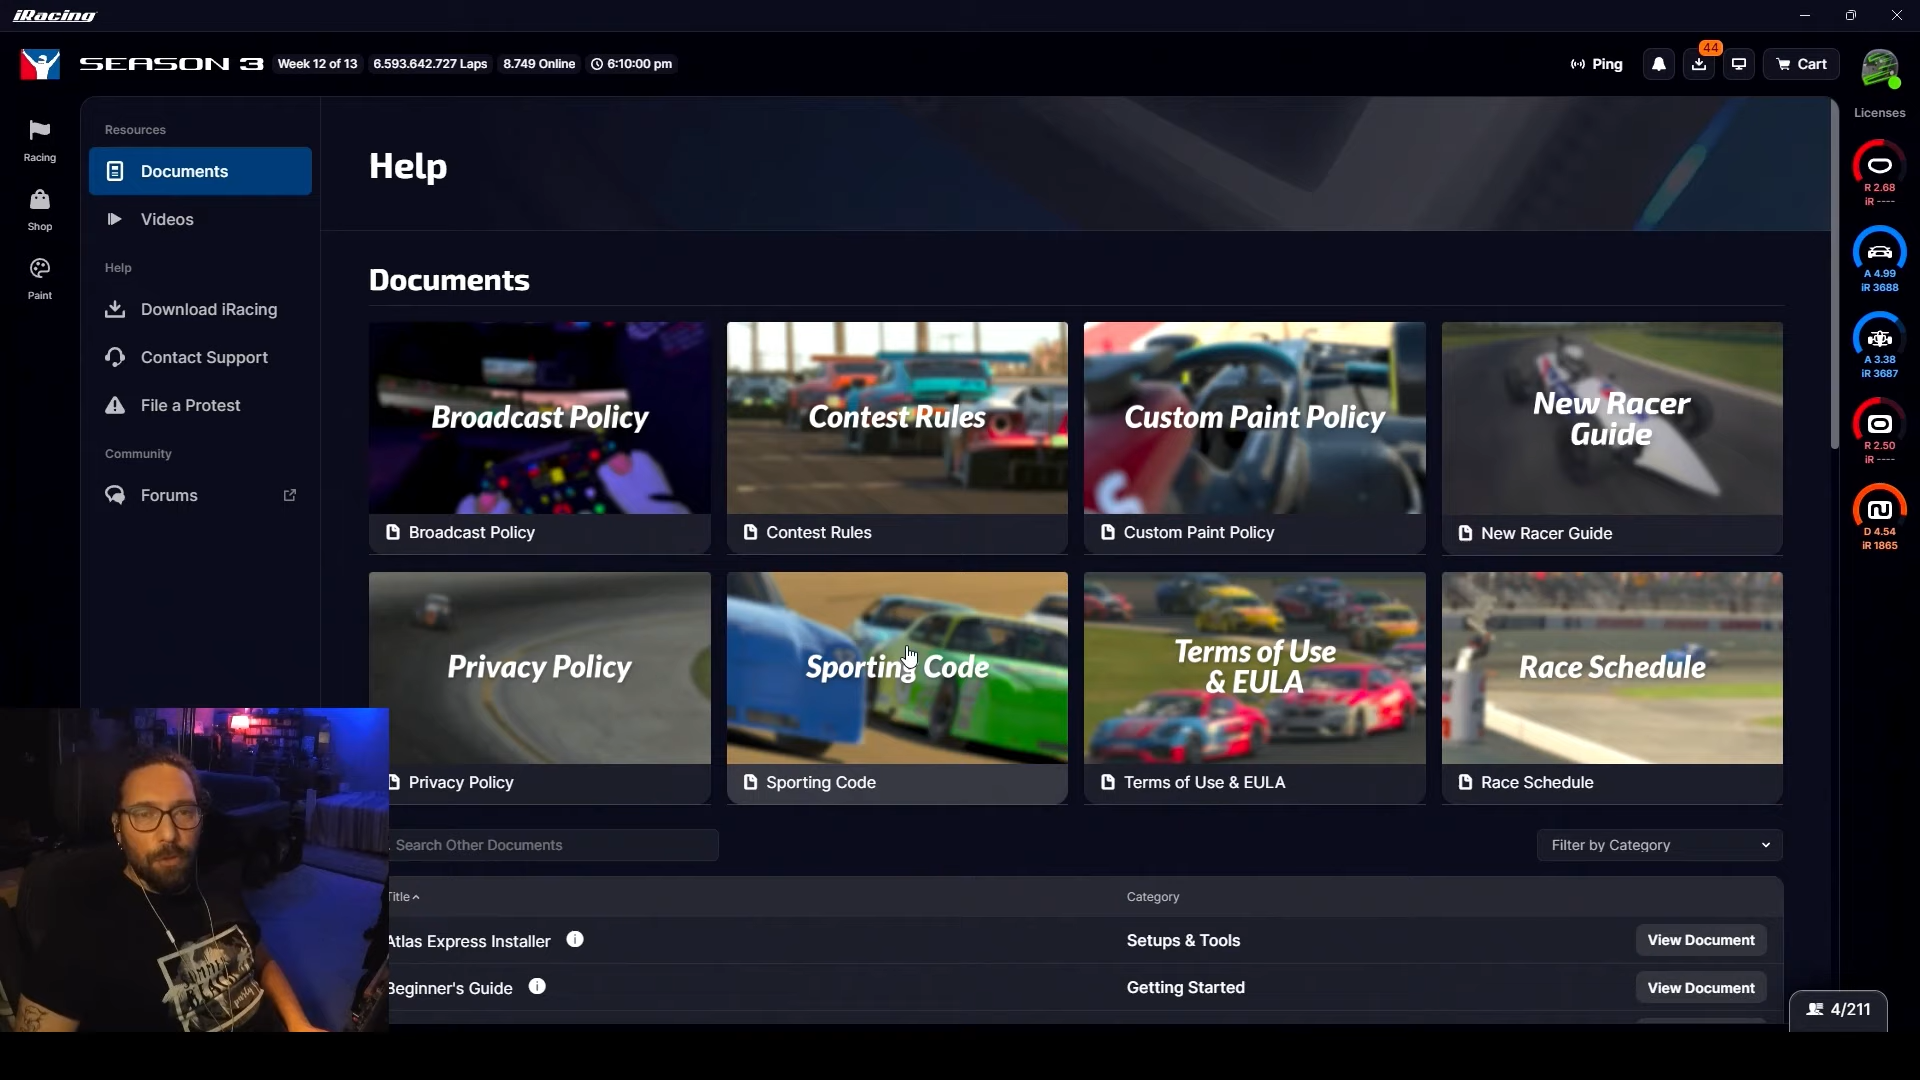 iRacing
SEASON 3
Week 12 of 13
6.593.642.727 Laps
8.749 Online
6:10:00 pm
Ping
44
Cart
Licenses
Racing
Shop
Paint
Resources
Documents
Videos
Help
Download iRacing
Contact Support
File a Protest
Community
Forums
Help
Documents
Broadcast Policy
Contest Rules
Custom Paint Policy
New Racer
Guide
Broadcast Policy
Contest Rules
Custom Paint Policy
New Racer Guide
Privacy Policy
Sporting Code
Terms of Use
& EULA
Race Schedule
Privacy Policy
Sporting Code
Terms of Use & EULA
Race Schedule
Search Other Documents
Filter by Category
Title
Category
Atlas Express Installer
Setups & Tools
View Document
Beginner's Guide
Getting Started
View Document
R 2.68
iR ----
A 4.99
iR 3688
A 3.38
iR 3687
R 2.50
iR ----
D 4.54
iR 1865
4/211